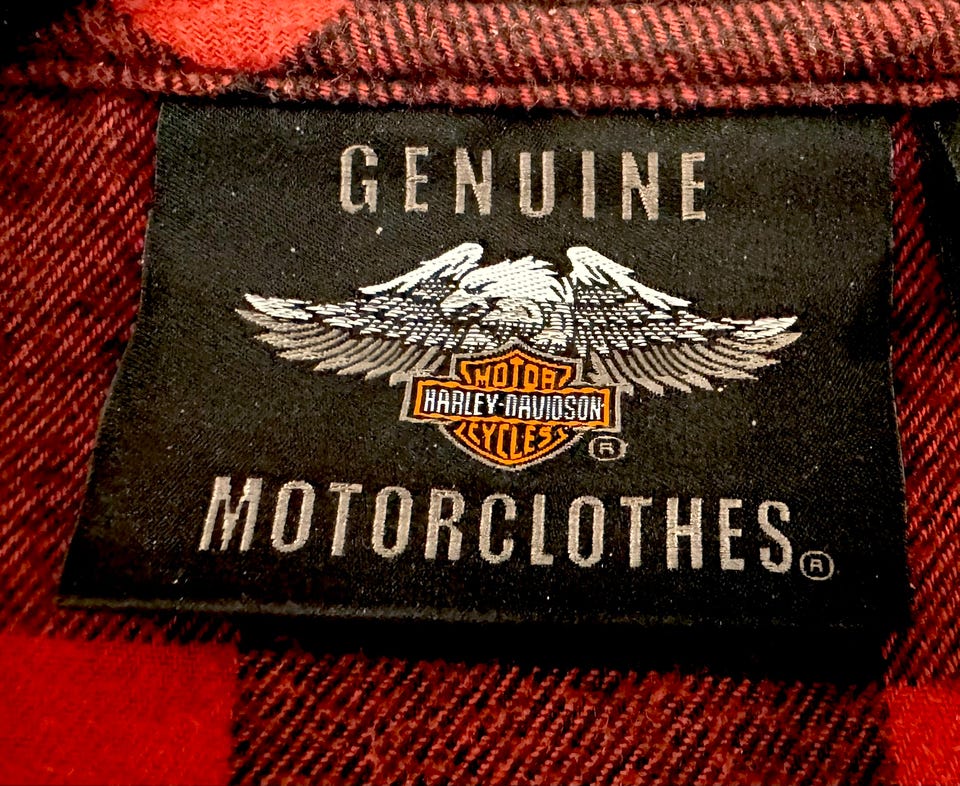 GENUINE
MOTOR
HARLEY-DAVIDSON
CYCLES
®
MOTORCLOTHES®